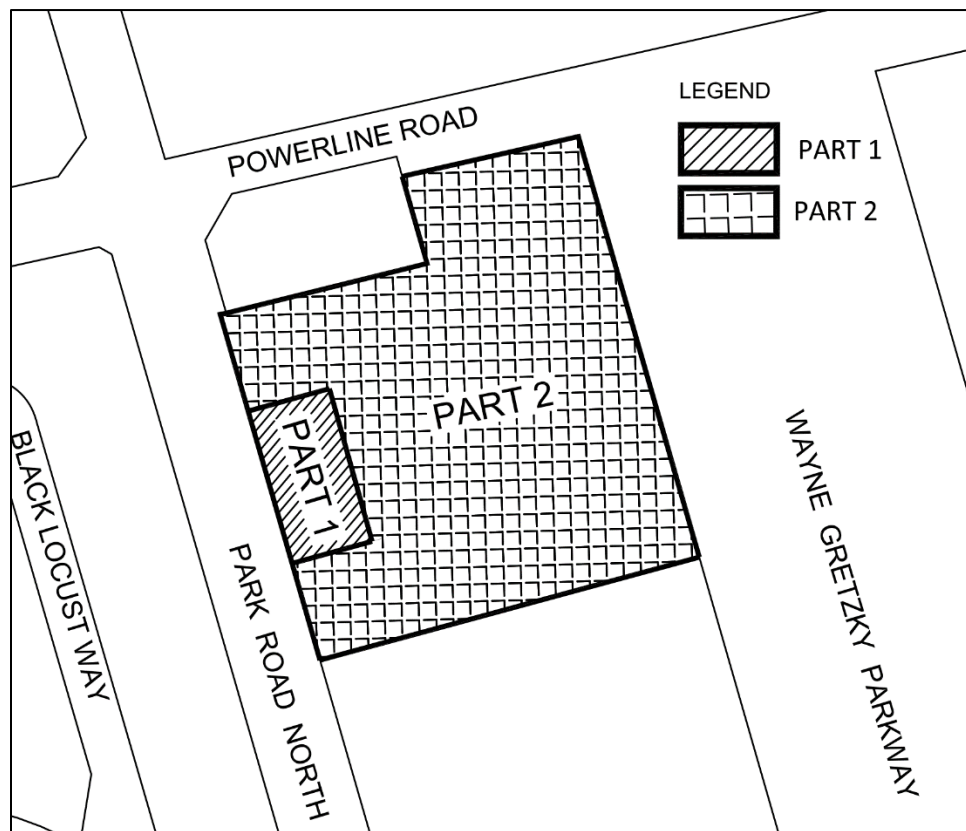 LEGEND
POWERLINE ROAD
PART 1
PART 2
PART 2
PART 1
BLACK LOCUST WAY
PARK ROAD NORTH
WAYNE GRETZKY PARKWAY